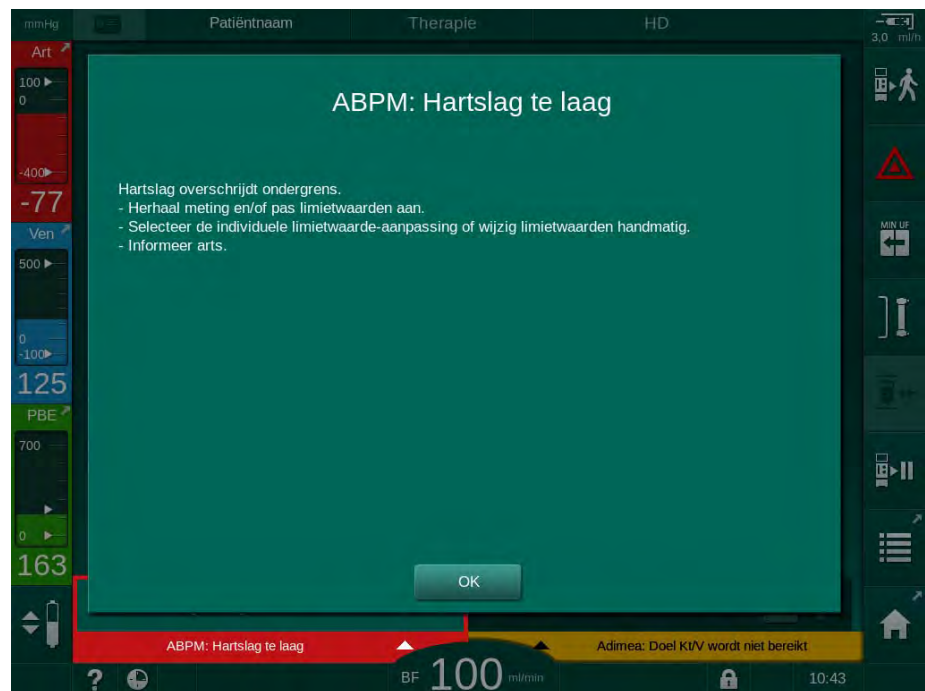 mmHg
Patiëntnaam
Therapie
HD
3,0 ml/h
Art
100
0
-400
-77
Ven
500
0
-100
125
PBE
700
0
163
ABPM: Hartslag te laag
Hartslag overschrijdt ondergrens.
- Herhaal meting en/of pas limietwaarden aan.
- Selecteer de individuele limietwaarde-aanpassing of wijzig limietwaarden handmatig.
- Informeer arts.
OK
MIN UF
ABPM: Hartslag te laag
Adimea: Doel Kt/V wordt niet bereikt
?
BF 100 ml/min
10:43